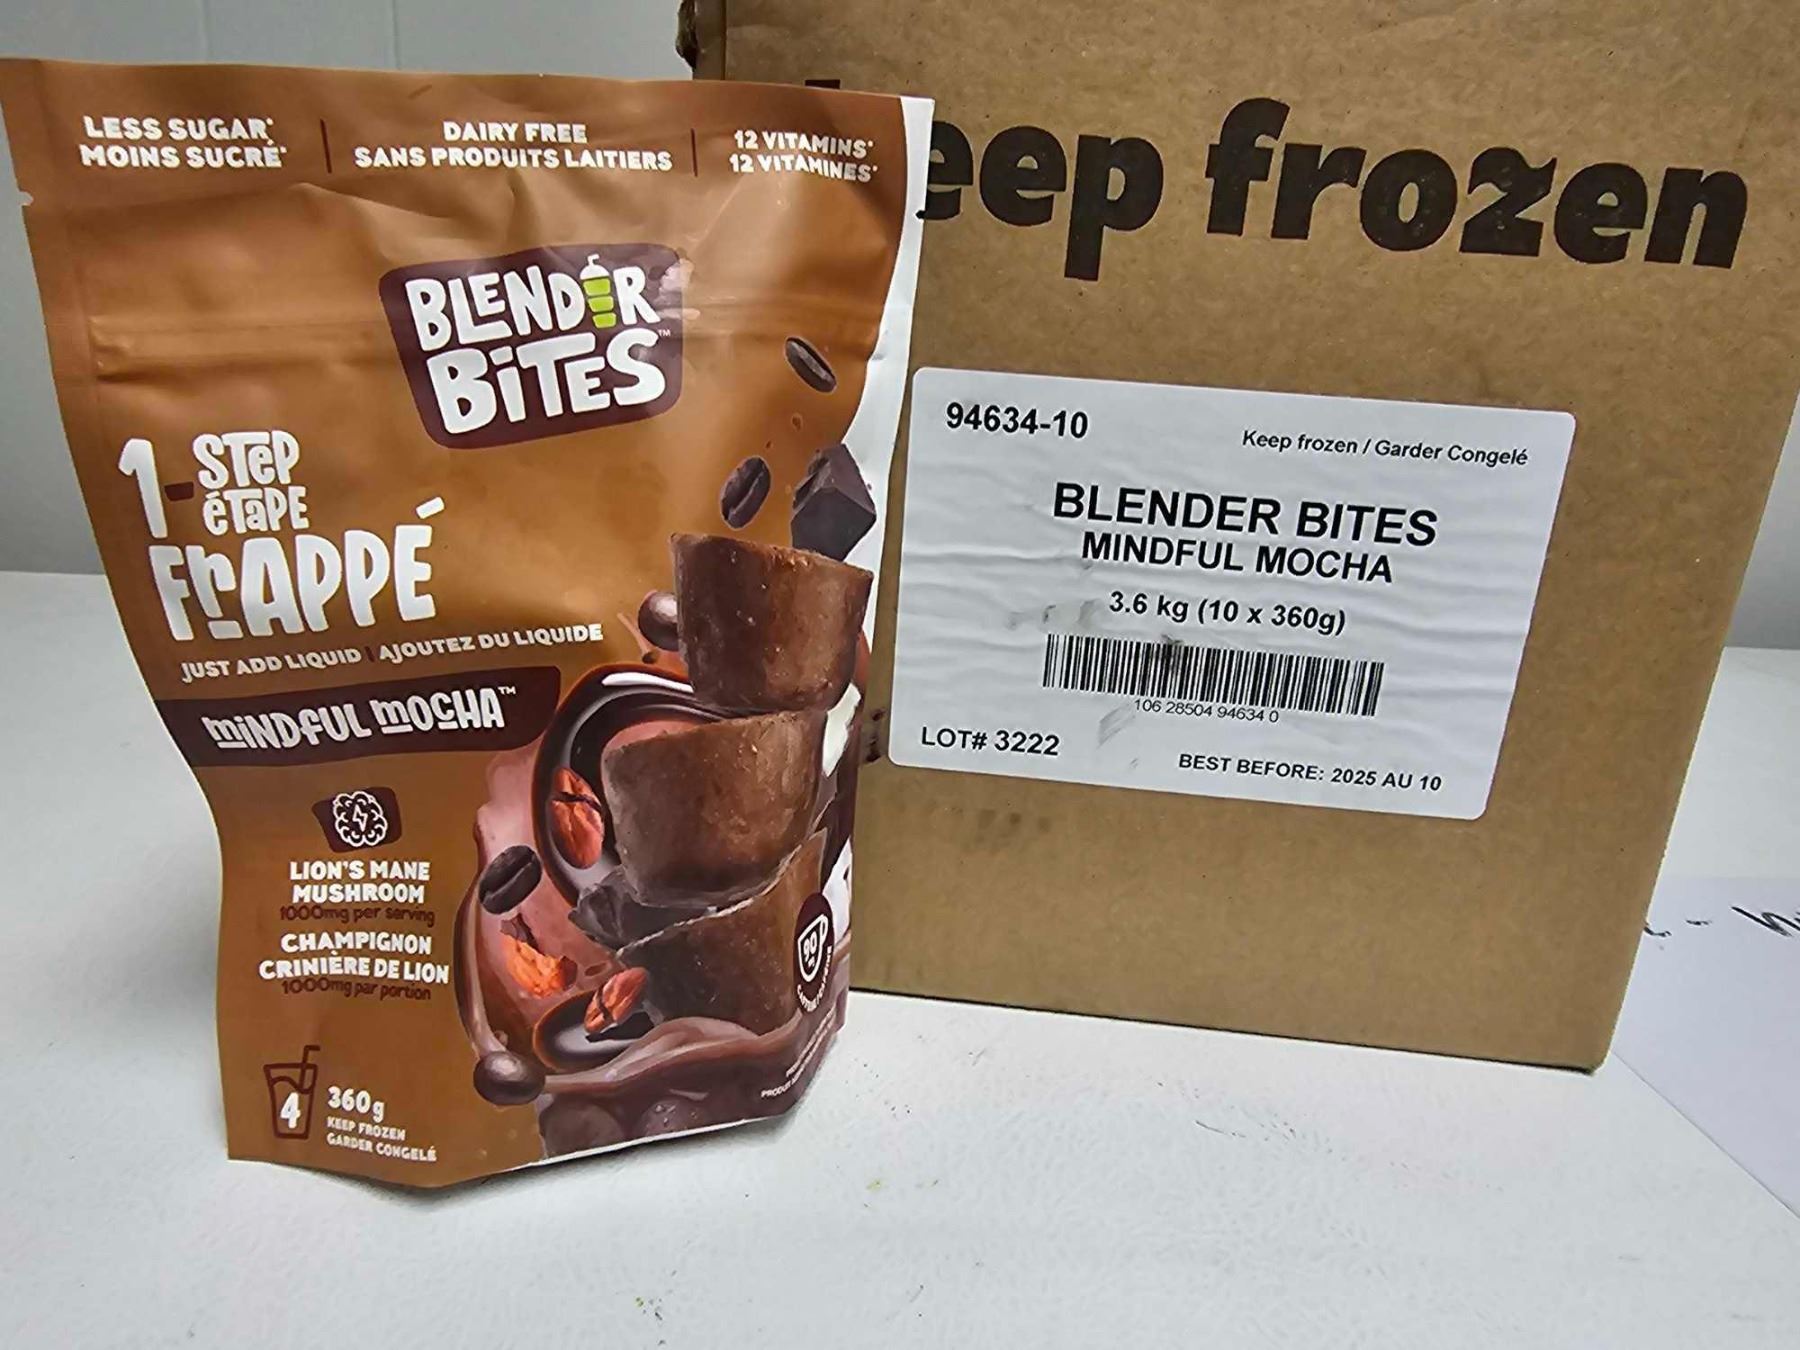 LESS SUGAR*
MOINS SUCRÉ*
DAIRY FREE
SANS PRODUITS LAITIERS
12 VITAMINS*
12 VITAMINES*
BLENDER
BiTES™
1-STEP
éTAPE
FrAPPÉ
JUST ADD LIQUID | AJOUTEZ DU LIQUIDE
miNDFUL mOCHA™
LION'S MANE
MUSHROOM
1000mg per serving
CHAMPIGNON
CRINIÈRE DE LION
1000mg par portion
90
4
360g
KEEP FROZEN
GARDER CONGELÉ
eep frozen
94634-10
Keep frozen / Garder Congelé
BLENDER BITES
MINDFUL MOCHA
3.6 kg (10 x 360g)
106 28504 94634 0
LOT# 3222
BEST BEFORE: 2025 AU 10